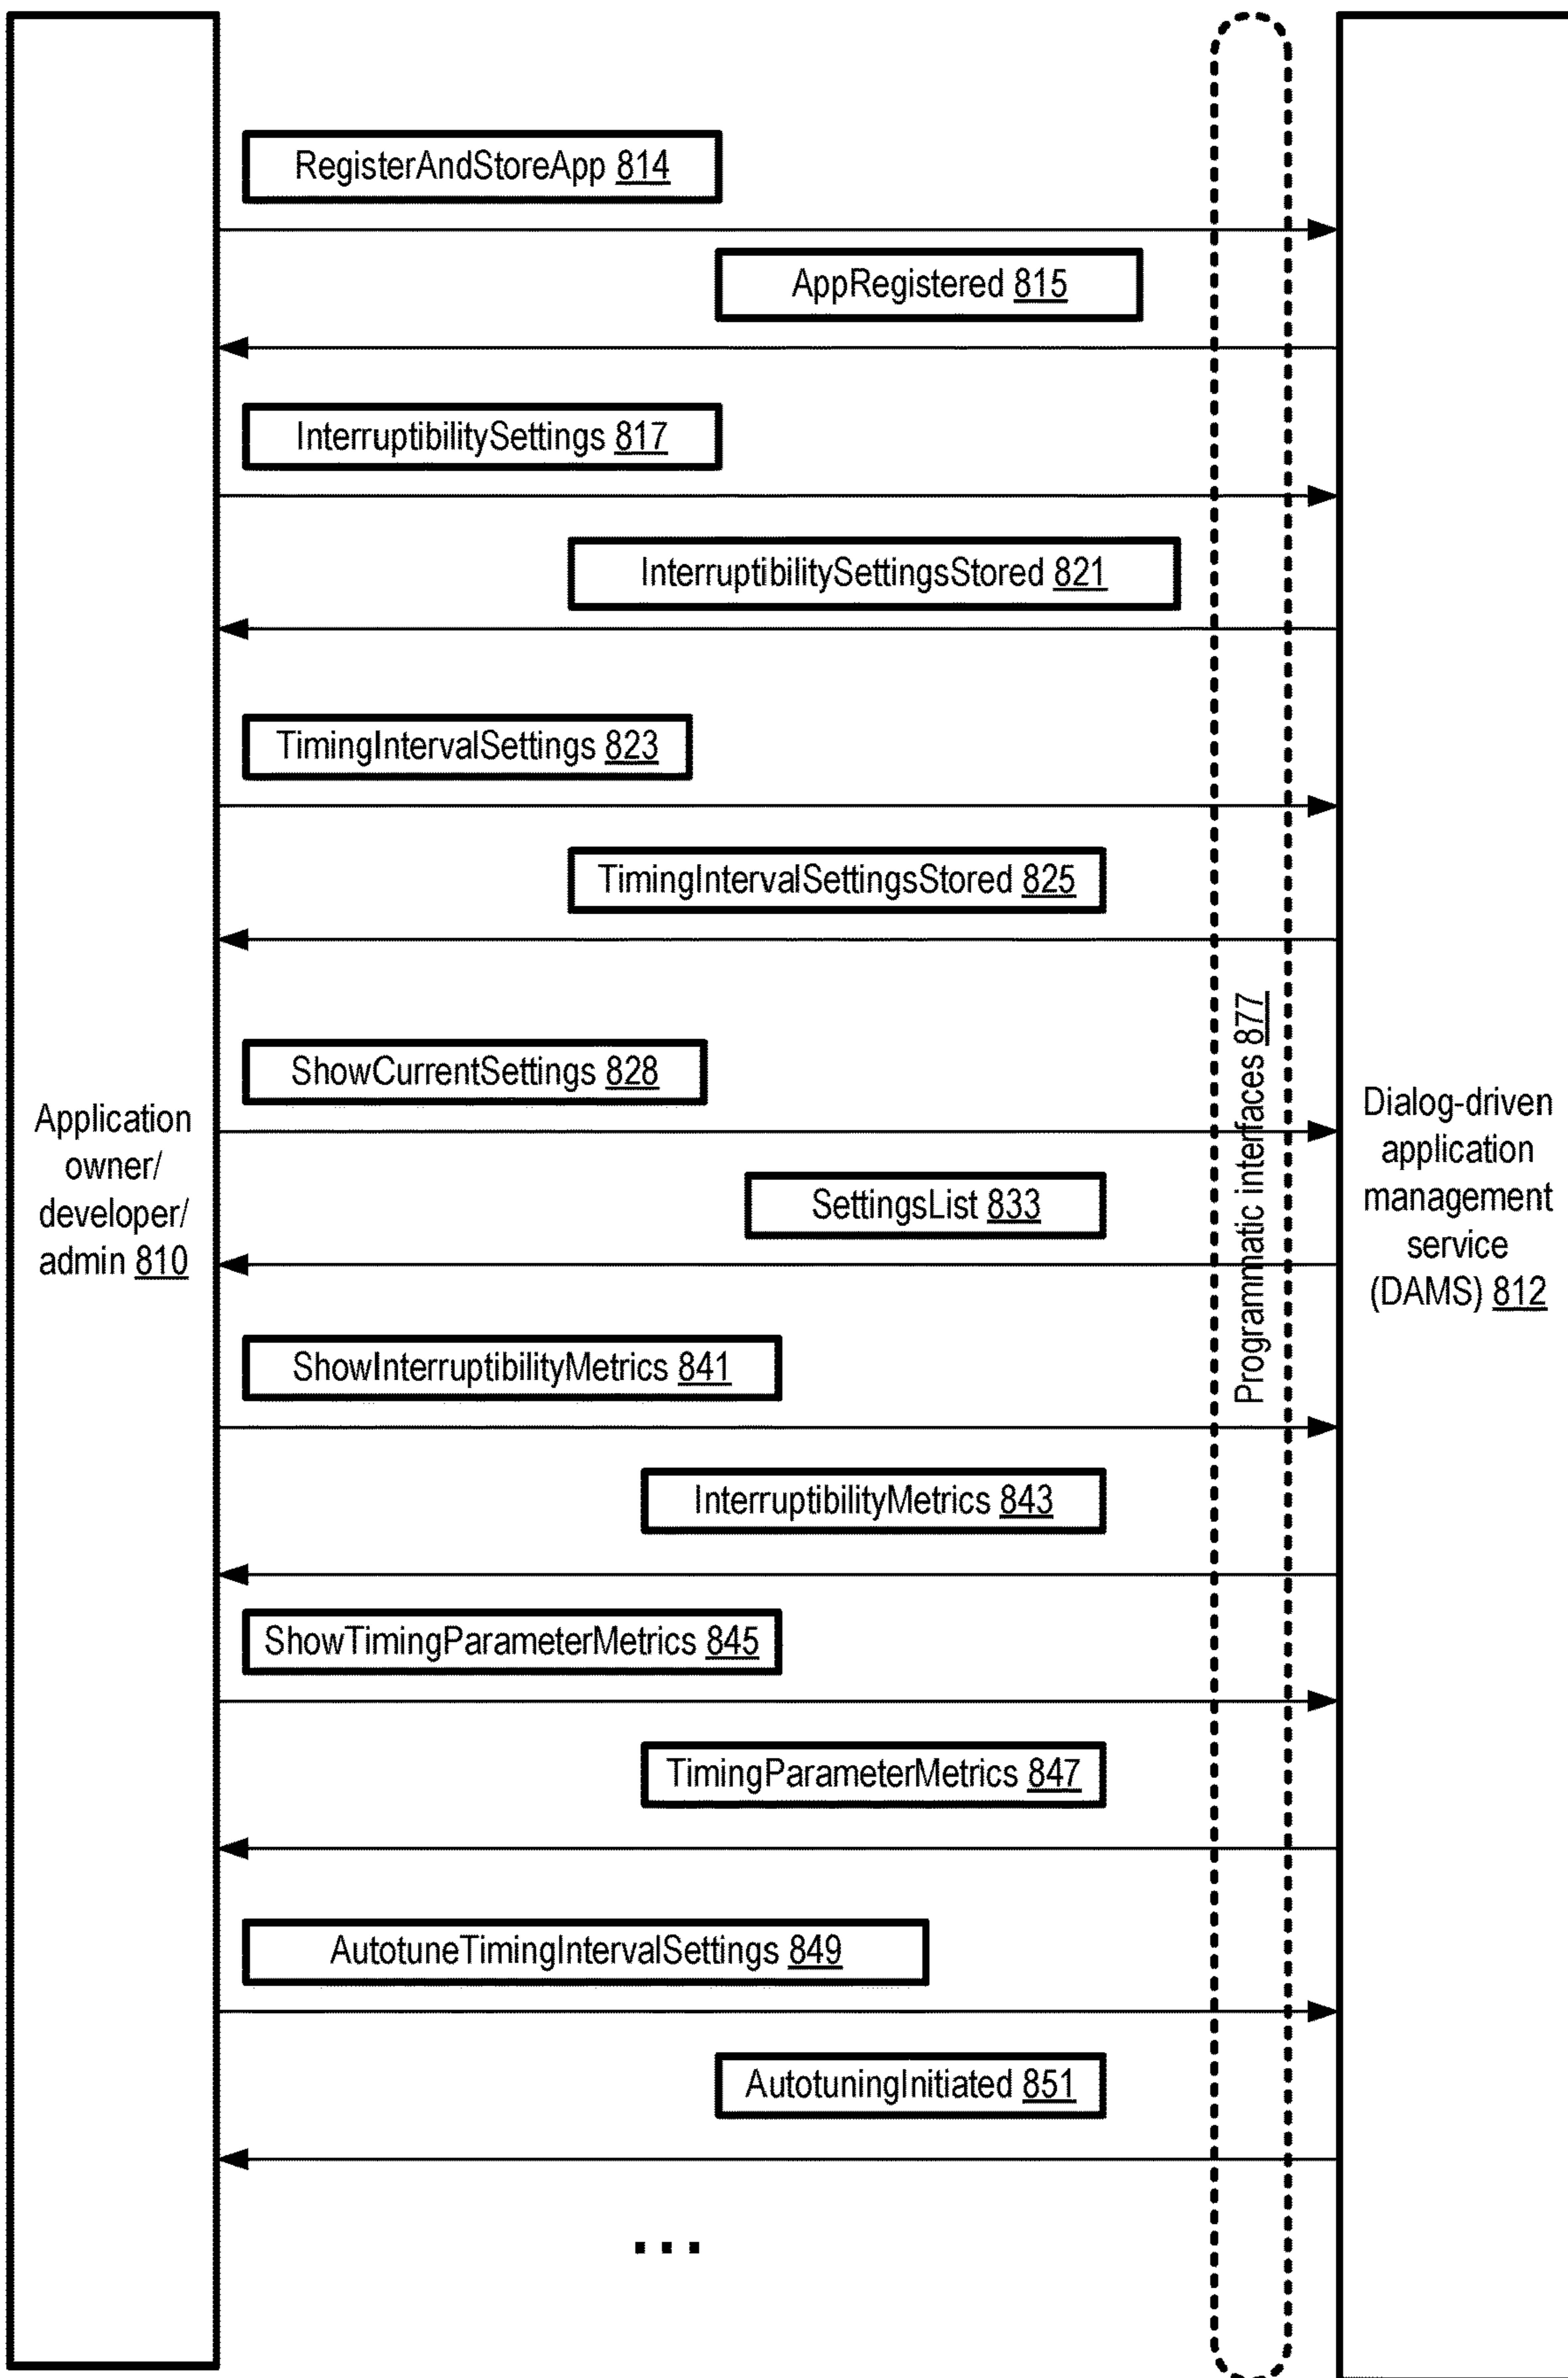 RegisterAndStoreApp 814
AppRegistered 815
InterruptibilitySettings 817
InterruptibilitySettingsStored 821
TimingIntervalSettings 823
TimingIntervalSettingsStored 825
ShowCurrentSettings 828
SettingsList 833
ShowInterruptibilityMetrics 841
InterruptibilityMetrics 843
ShowTimingParameterMetrics 845
TimingParameterMetrics 847
AutotuneTimingIntervalSettings 849
AutotuningInitiated 851
...
Application
owner/
developer/
admin 810
Programmatic interfaces 877
Dialog-driven
application
management
service
(DAMS) 812